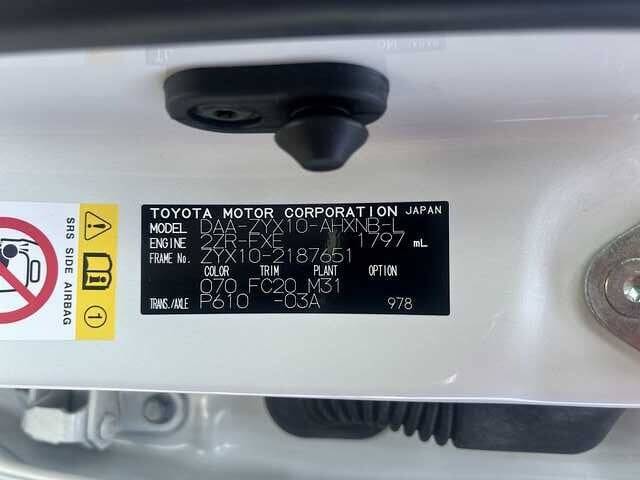 TOYOTA MOTOR CORPORATION JAPAN
MODEL DAA-ZYX10-AHXNB-L
ENGINE 2ZR-FXE 1797 mL
FRAME No. ZYX10-2187651
COLOR TRIM PLANT OPTION
070 FC20 M31
TRANS./AXLE P610 -03A 978
SRS SIDE AIRBAG
1